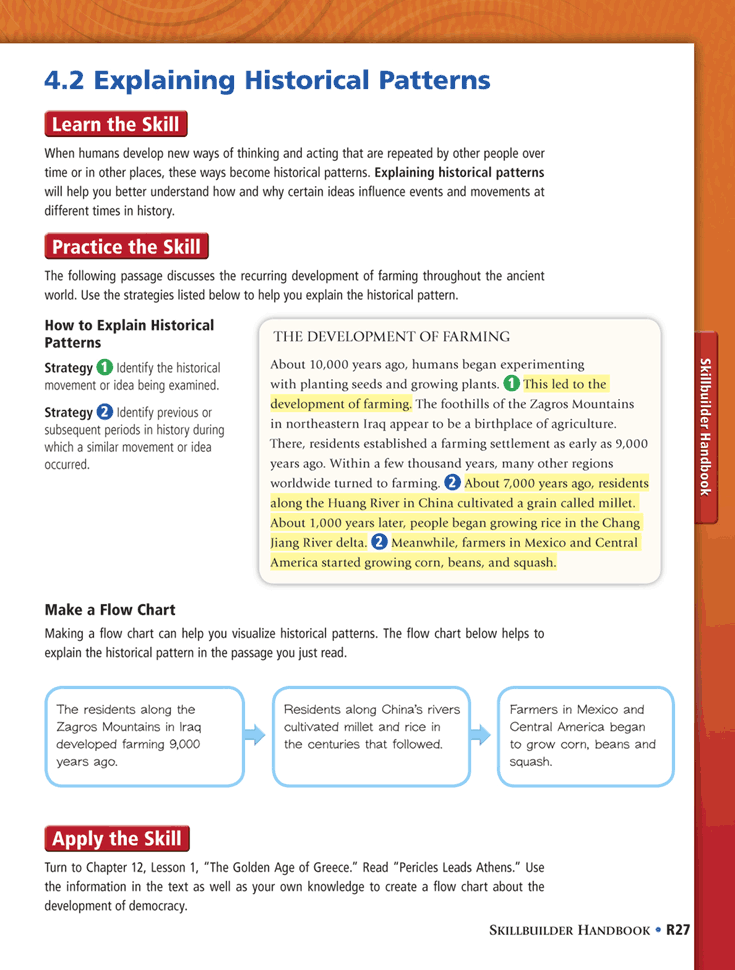 4.2 Explaining Historical Patterns
Learn the Skill
When humans develop new ways of thinking and acting that are repeated by other people over
time or in other places, these ways become historical patterns. Explaining historical patterns
will help you better understand how and why certain ideas influence events and movements at
different times in history.
Practice the Skill
The following passage discusses the recurring development of farming throughout the ancient
world. Use the strategies listed below to help you explain the historical pattern.
How to Explain Historical
Patterns
Strategy 1 Identify the historical
movement or idea being examined.
Strategy 2 Identify previous or
subsequent periods in history during
which a similar movement or idea
occurred.
THE DEVELOPMENT OF FARMING
About 10,000 years ago, humans began experimenting
with planting seeds and growing plants. 1 This led to the
development of farming. The foothills of the Zagros Mountains
in northeastern Iraq appear to be a birthplace of agriculture.
There, residents established a farming settlement as early as 9,000
years ago. Within a few thousand years, many other regions
worldwide turned to farming. 2 About 7,000 years ago, residents
along the Huang River in China cultivated a grain called millet.
About 1,000 years later, people began growing rice in the Chang
Jiang River delta. 2 Meanwhile, farmers in Mexico and Central
America started growing corn, beans, and squash.
Make a Flow Chart
Making a flow chart can help you visualize historical patterns. The flow chart below helps to
explain the historical pattern in the passage you just read.
The residents along the
Zagros Mountains in Iraq
developed farming 9,000
years ago.
Residents along China's rivers
cultivated millet and rice in
the centuries that followed.
Farmers in Mexico and
Central America began
to grow corn, beans and
squash.
Apply the Skill
Turn to Chapter 12, Lesson 1, "The Golden Age of Greece." Read "Pericles Leads Athens." Use
the information in the text as well as your own knowledge to create a flow chart about the
development of democracy.
Skillbuilder Handbook
SKILLBUILDER HANDBOOK • R27